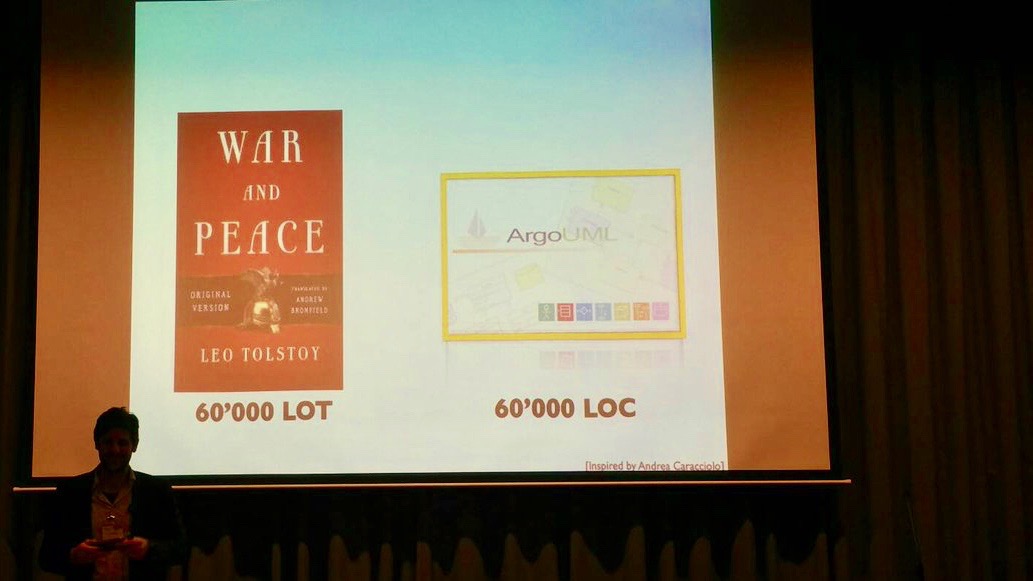 WAR
AND
PEACE
ORIGINAL
VERSION
TRANSLATED BY
ANDREW
BROMFIELD
LEO TOLSTOY
60'000 LOT
ArgoUML
60'000 LOC
[Inspired by Andrea Caracciolo]